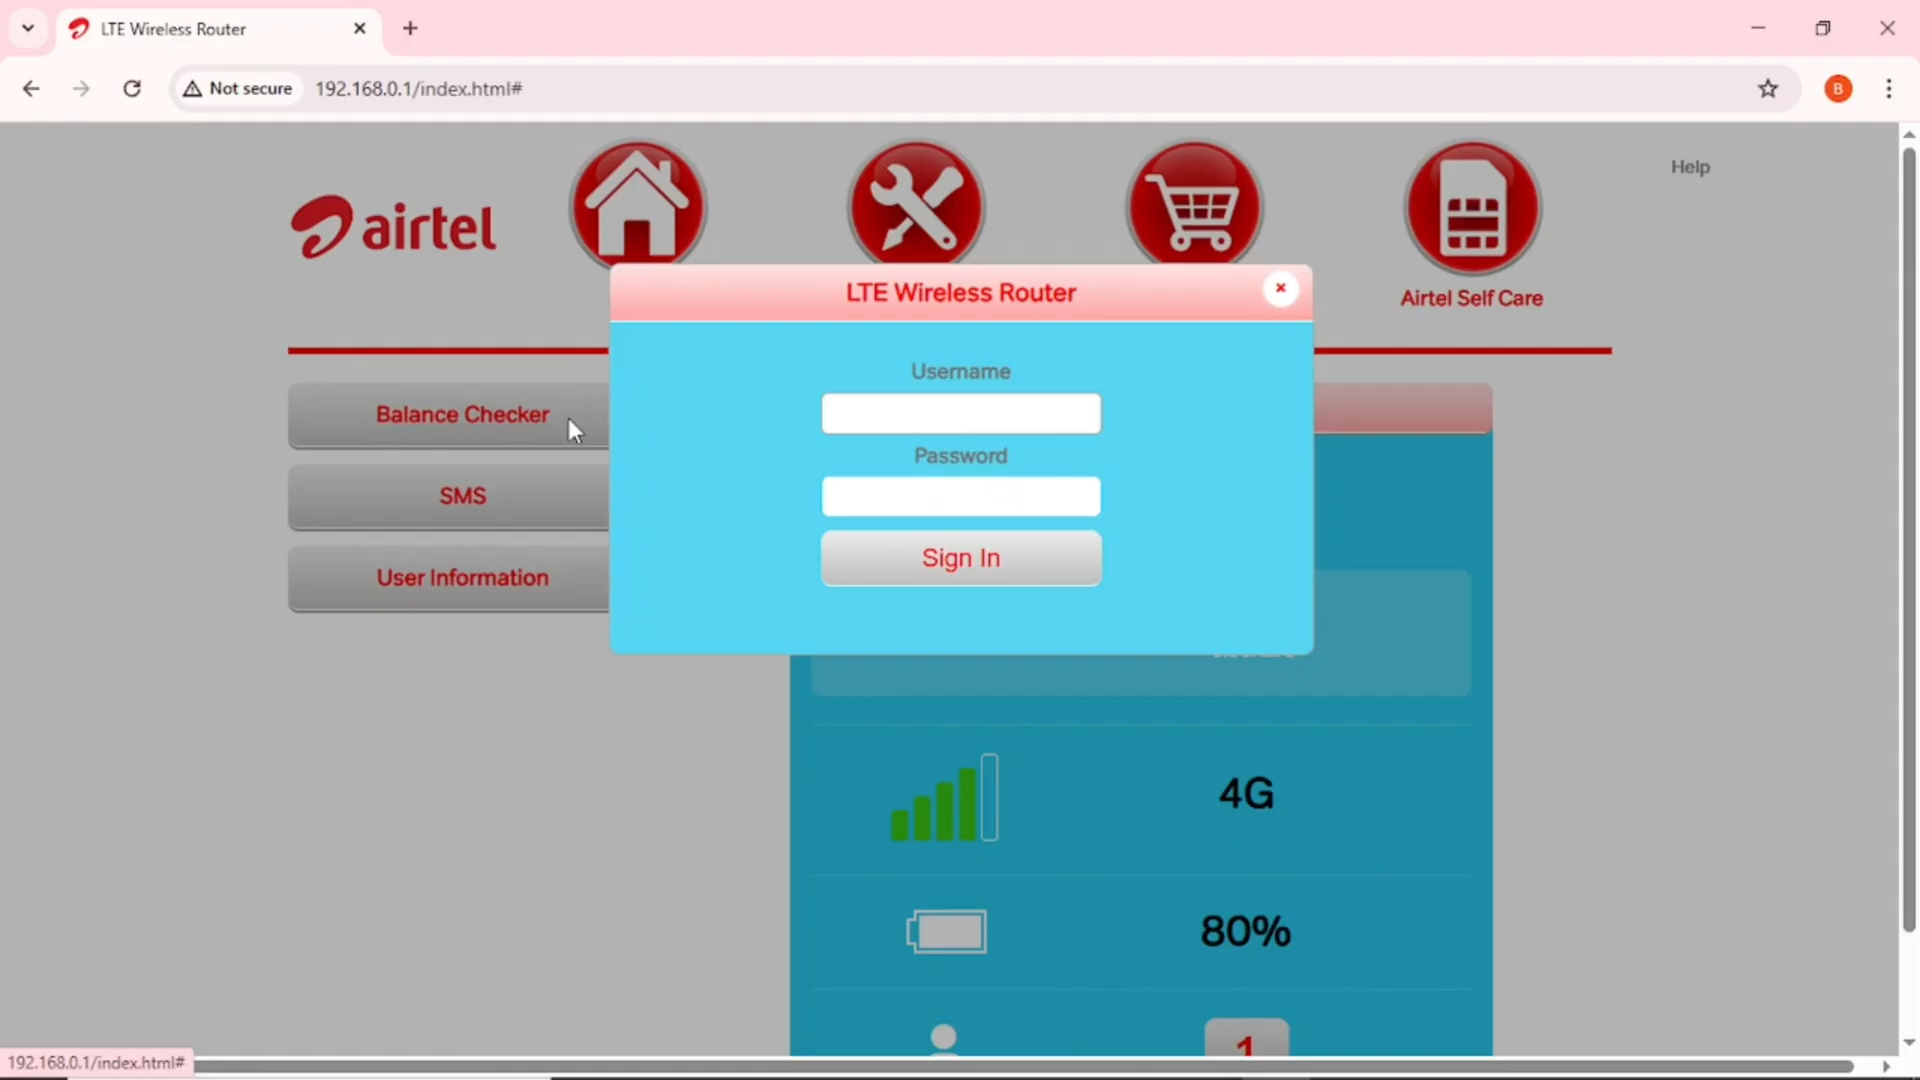 LTE Wireless Router
Not secure
192.168.0.1/index.html#
B
Help
airtel
Airtel Self Care
LTE Wireless Router
Username
Password
Sign In
Balance Checker
SMS
User Information
4G
80%
1
192.168.0.1/index.html#